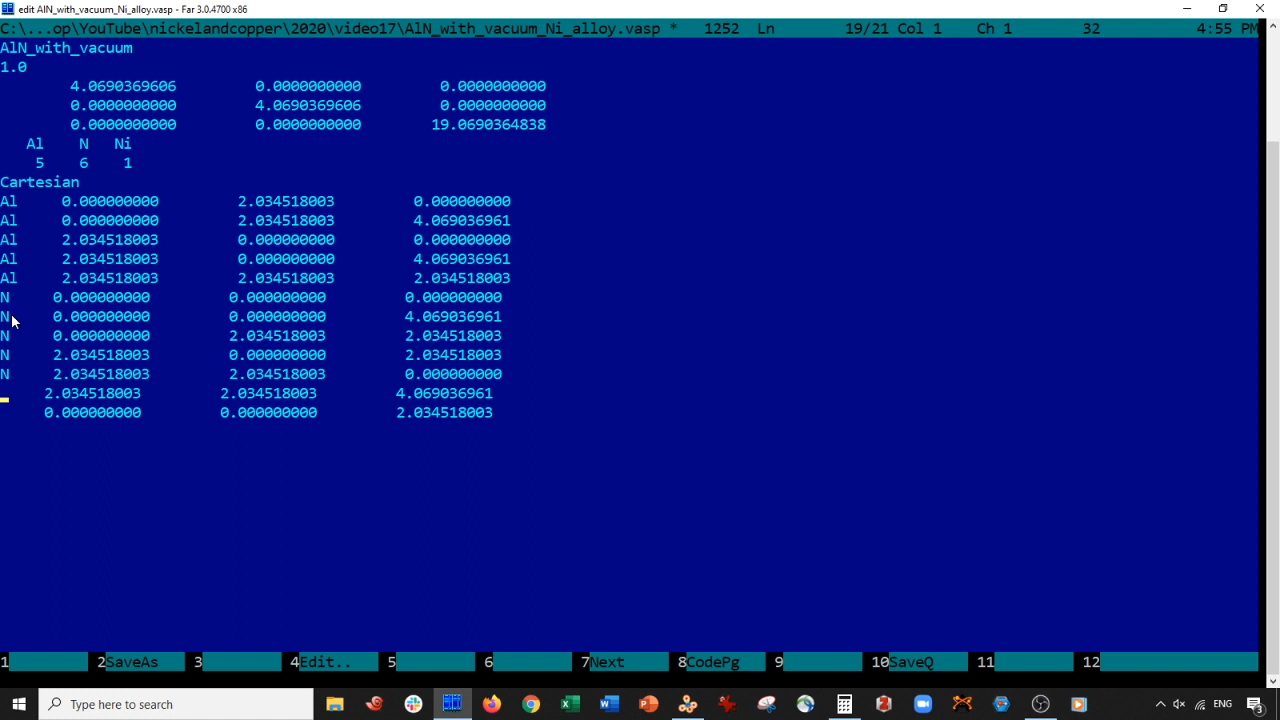 edit AlN_with_vacuum_Ni_alloy.vasp - Far 3.0.4700 x86
C:\...op\YouTube\nickelandcopper\2020\video17\AlN_with_vacuum_Ni_alloy.vasp * 1252 Ln 19/21 Col 1 Ch 1 32 4:55 PM
AlN_with_vacuum
1.0
4.0690369606 0.0000000000 0.0000000000
0.0000000000 4.0690369606 0.0000000000
0.0000000000 0.0000000000 19.0690364838
Al N Ni
5 6 1
Cartesian
Al 0.000000000 2.034518003 0.000000000
Al 0.000000000 2.034518003 4.069036961
Al 2.034518003 0.000000000 0.000000000
Al 2.034518003 0.000000000 4.069036961
Al 2.034518003 2.034518003 2.034518003
N 0.000000000 0.000000000 0.000000000
N 0.000000000 0.000000000 4.069036961
N 0.000000000 2.034518003 2.034518003
N 2.034518003 0.000000000 2.034518003
N 2.034518003 2.034518003 0.000000000
2.034518003 2.034518003 4.069036961
0.000000000 0.000000000 2.034518003
1 2SaveAs 3 4Edit.. 5 6 7Next 8CodePg 9 10SaveQ 11 12
Type here to search ENG 3